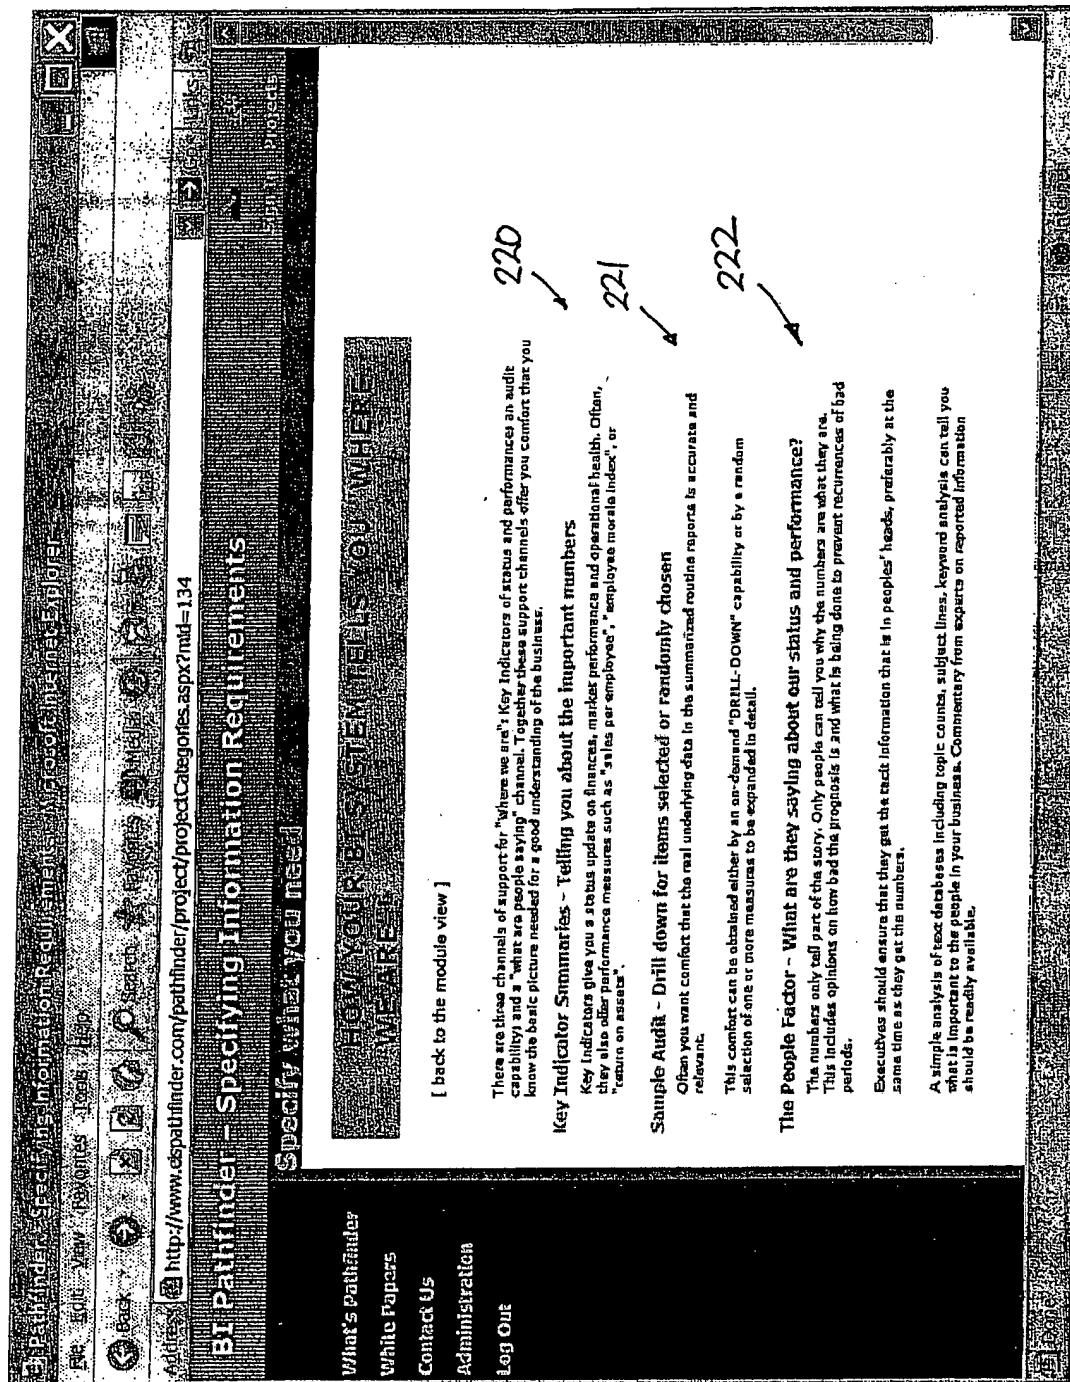 BI Pathfinder - Specifying Information Requirements - Microsoft Internet Explorer
File Edit View Favorites Tools Help
Back Search Favorites Media
Address http://www.dspathfinder.com/pathfinder/project/projectCategories.aspx?mid=134 Go Links
BI Pathfinder - Specifying Information Requirements
Projects
Specify what you need
What's Pathfinder
White Papers
Contact Us
Administration
Log Out
HOW YOUR BI SYSTEM TELLS YOU WHERE
WE ARE
[ back to the module view ]
There are three channels of support for "Where we are": Key Indicators of status and performances an audit
capability; and a "what are people saying" channel. Together these support channels offer you comfort that you
know the basic picture needed for a good understanding of the business.
220
Key Indicator Summaries - Telling you about the important numbers
Key Indicators give you a status update on finances, market performance and operational health. Often,
they also offer performance measures such as "sales per employee", "employee morale index", or
"return on assets".
221
Sample Audit - Drill down for items selected or randomly chosen
Often you want comfort that the real underlying data in the summarized routine reports is accurate and
relevant.
This comfort can be obtained either by an on-demand "DRILL-DOWN" capability or by a random
selection of one or more measures to be expanded in detail.
222
The People Factor - What are they saying about our status and performance?
The numbers only tell part of the story. Only people can tell you why the numbers are what they are.
This includes opinions on how bad the prognosis is and what is being done to prevent recurrences of bad
periods.
Executives should ensure that they get the tacit information that is in peoples' heads, preferably at the
same time as they get the numbers.
A simple analysis of text databases including topic counts, subject lines, keyword analysis can tell you
what is important to the people in your business. Commentary from experts on reported information
should be readily available.
Done
Internet